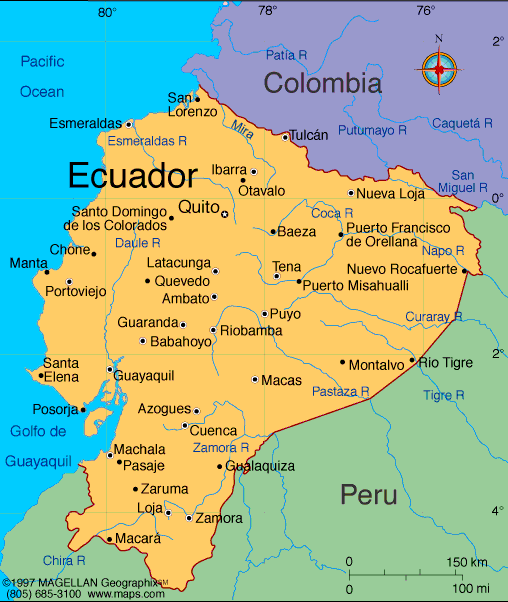 80°
78°
76°
Pacific
Ocean
Patía R
N
2°
Colombia
San
Lorenzo
Esmeraldas
Esmeraldas R
Mira
Tulcán
Putumayo R
Caquetá R
Ecuador
Ibarra
Otavalo
San
Miguel R
Nueva Loja
0°
Santo Domingo
de los Colorados
Quito
Coca R
Puerto Francisco
de Orellana
Baeza
Daule R
Chone
Napo R
Manta
Latacunga
Tena
Nuevo Rocafuerte
Portoviejo
Quevedo
Puerto Misahualli
Ambato
Guaranda
Puyo
Curaray R
Riobamba
Babahoyo
2°
Santa
Elena
Guayaquil
Montalvo
Rio Tigre
Macas
Pastaza R
Tigre R
Posorja
Azogues
Golfo de
Guayaquil
Cuenca
Machala
Zamora R
Pasaje
Gualaquiza
Zaruma
Peru
Loja
Zamora
4°
Macará
Chira R
0 150 km
0 100 mi
©1997 MAGELLAN Geographix℠
(805) 685-3100 www.maps.com